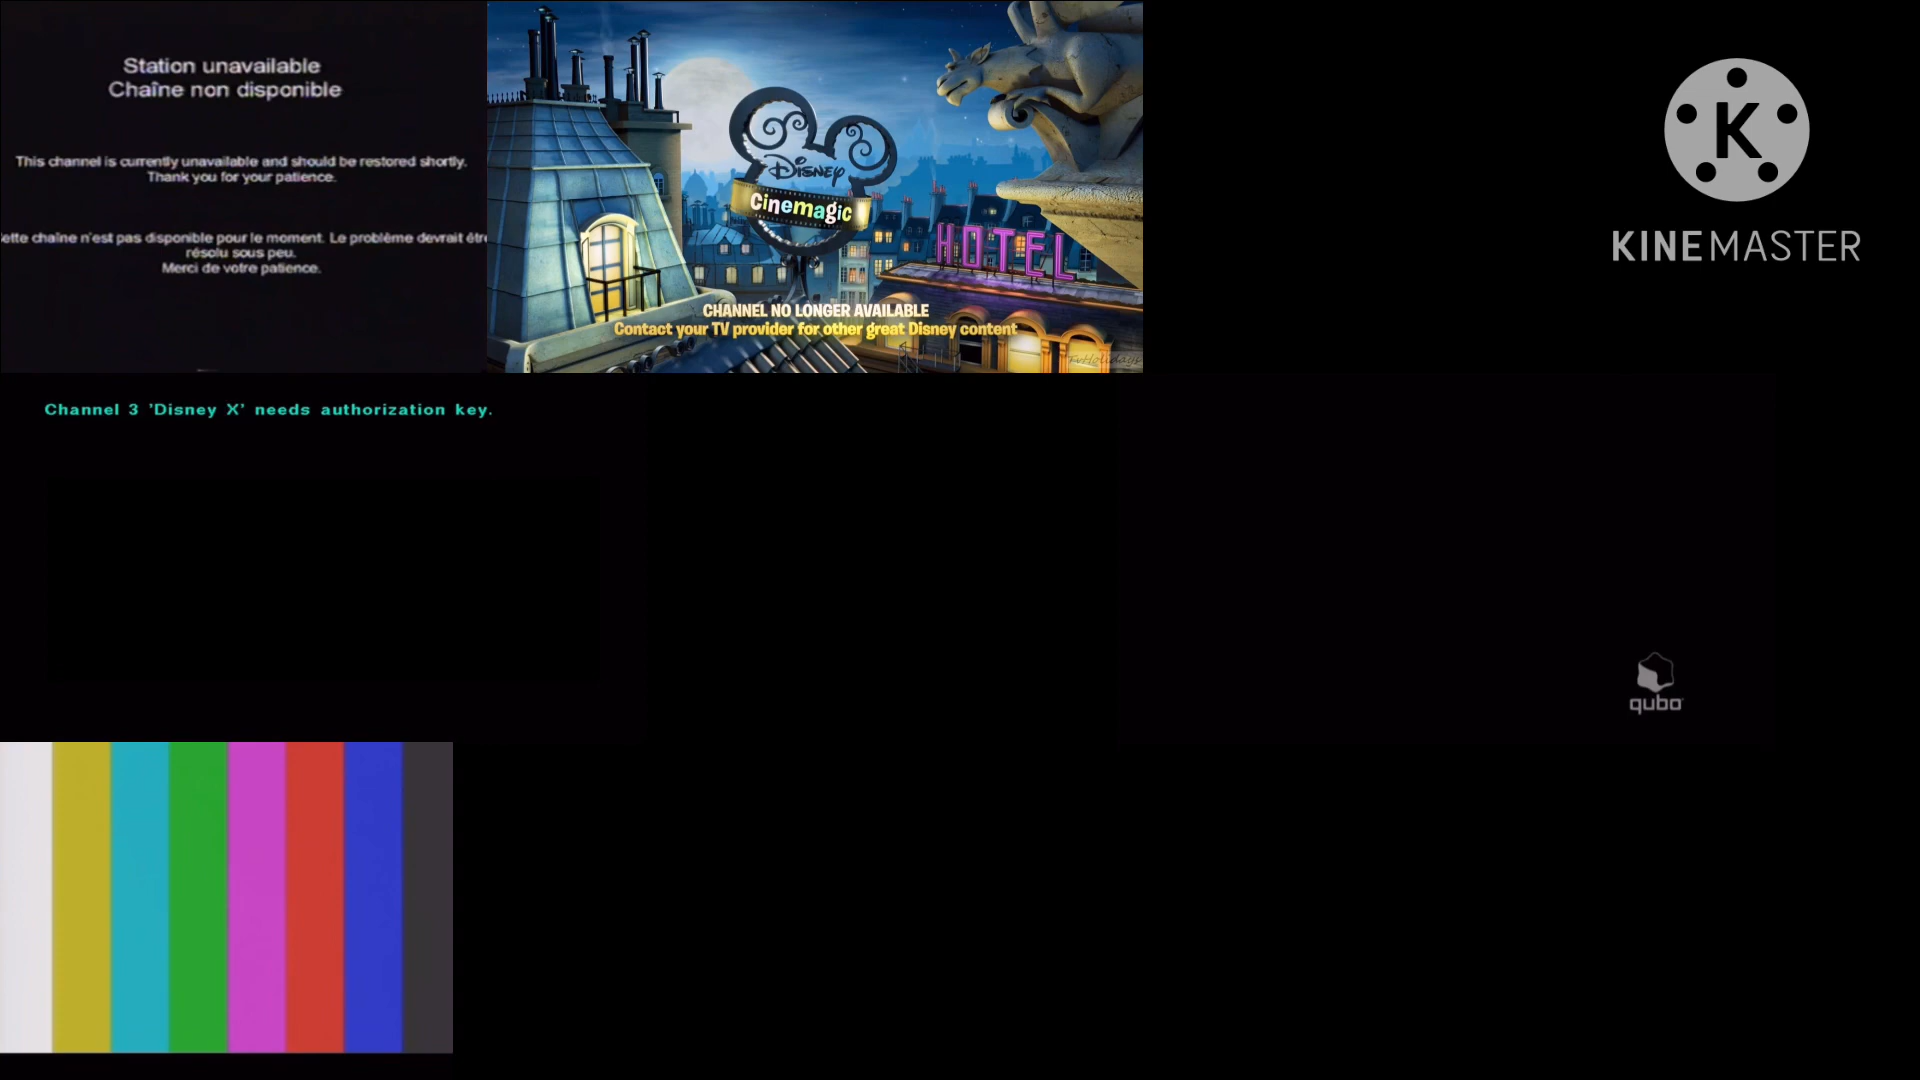 Station unavailable
Chaîne non disponible
This channel is currently unavailable and should be restored shortly.
Thank you for your patience.
ette chaîne n'est pas disponible pour le moment. Le problème devrait être
résolu sous peu.
Merci de votre patience.
Disney
Cinemagic
HOTEL
CHANNEL NO LONGER AVAILABLE
Contact your TV provider for other great Disney content
TvHolidays
K
KINEMASTER
Channel 3 'Disney X' needs authorization key.
qubo